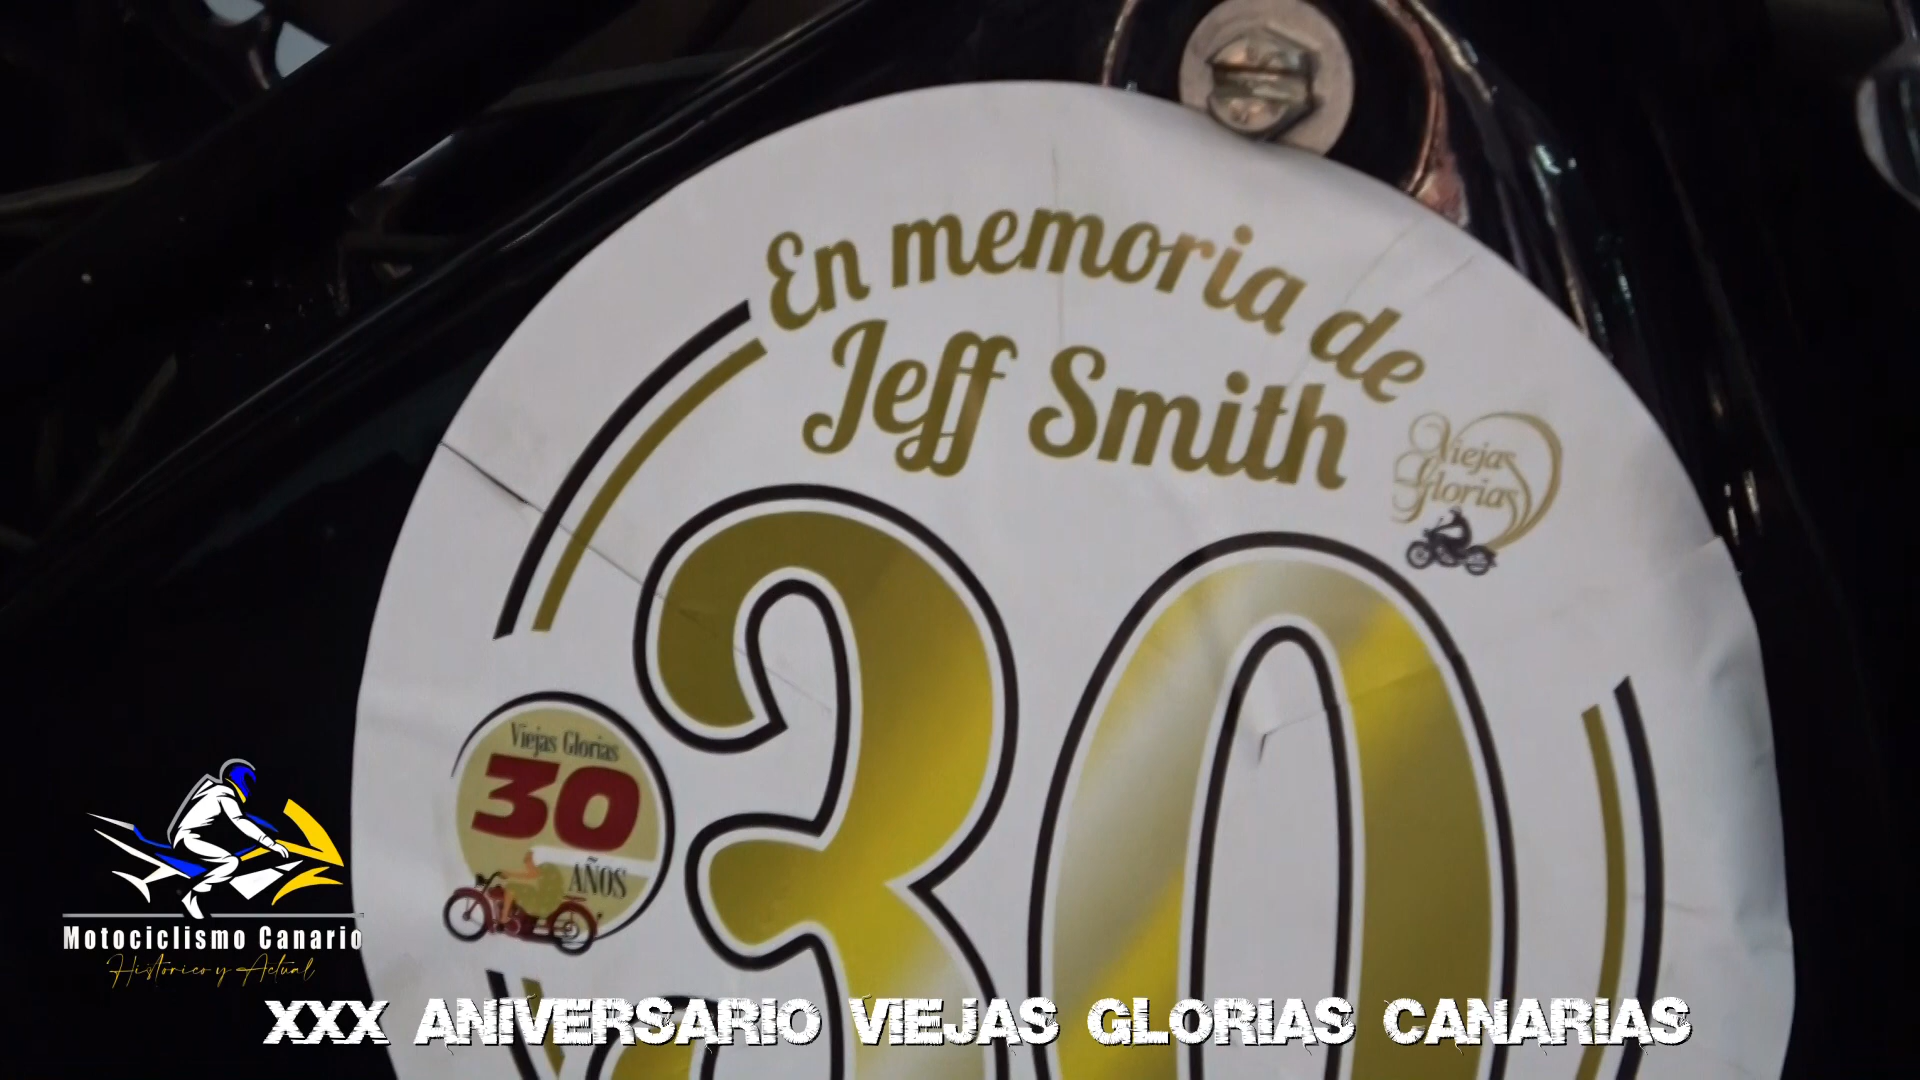 En memoria de
Jeff Smith
Viejas
Glorias
30
Viejas Glorias
30
AÑOS
Motociclismo Canario
Histórico y Actual
XXX ANIVERSARIO VIEJAS GLORIAS CANARIAS